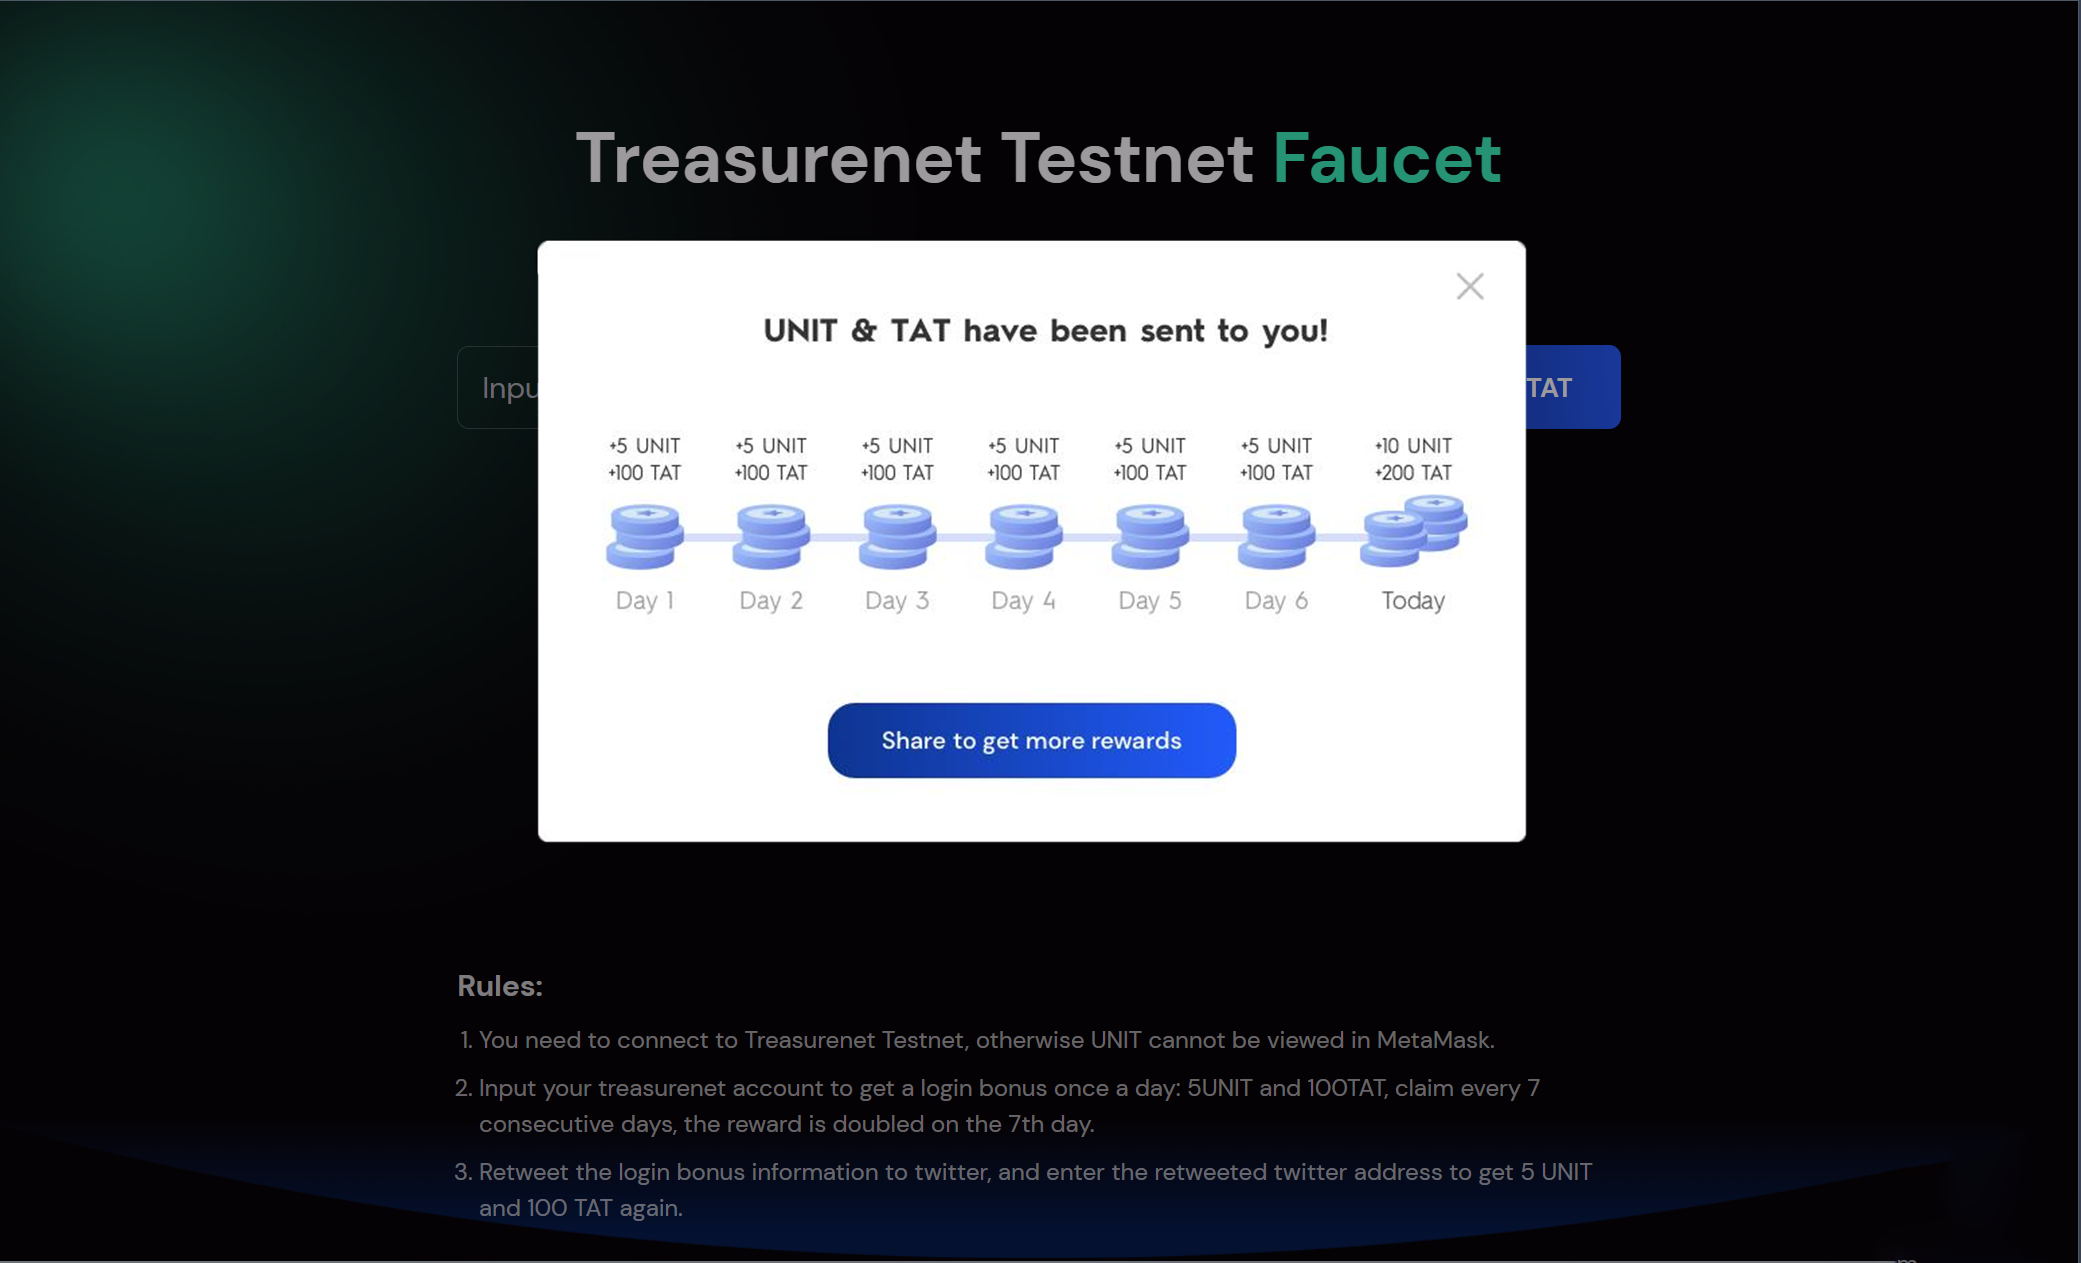 Treasurenet Testnet Faucet
UNIT & TAT have been sent to you!
Inpu
TAT
+5 UNIT +5 UNIT +5 UNIT +5 UNIT +5 UNIT +5 UNIT +10 UNIT
+100 TAT +100 TAT +100 TAT +100 TAT +100 TAT +100 TAT +200 TAT
Day 1 Day 2 Day 3 Day 4 Day 5 Day 6 Today
Share to get more rewards
Rules:
1. You need to connect to Treasurenet Testnet, otherwise UNIT cannot be viewed in MetaMask.
2. Input your treasurenet account to get a login bonus once a day: 5UNIT and 100TAT, claim every 7
consecutive days, the reward is doubled on the 7th day.
3. Retweet the login bonus information to twitter, and enter the retweeted twitter address to get 5 UNIT
and 100 TAT again.